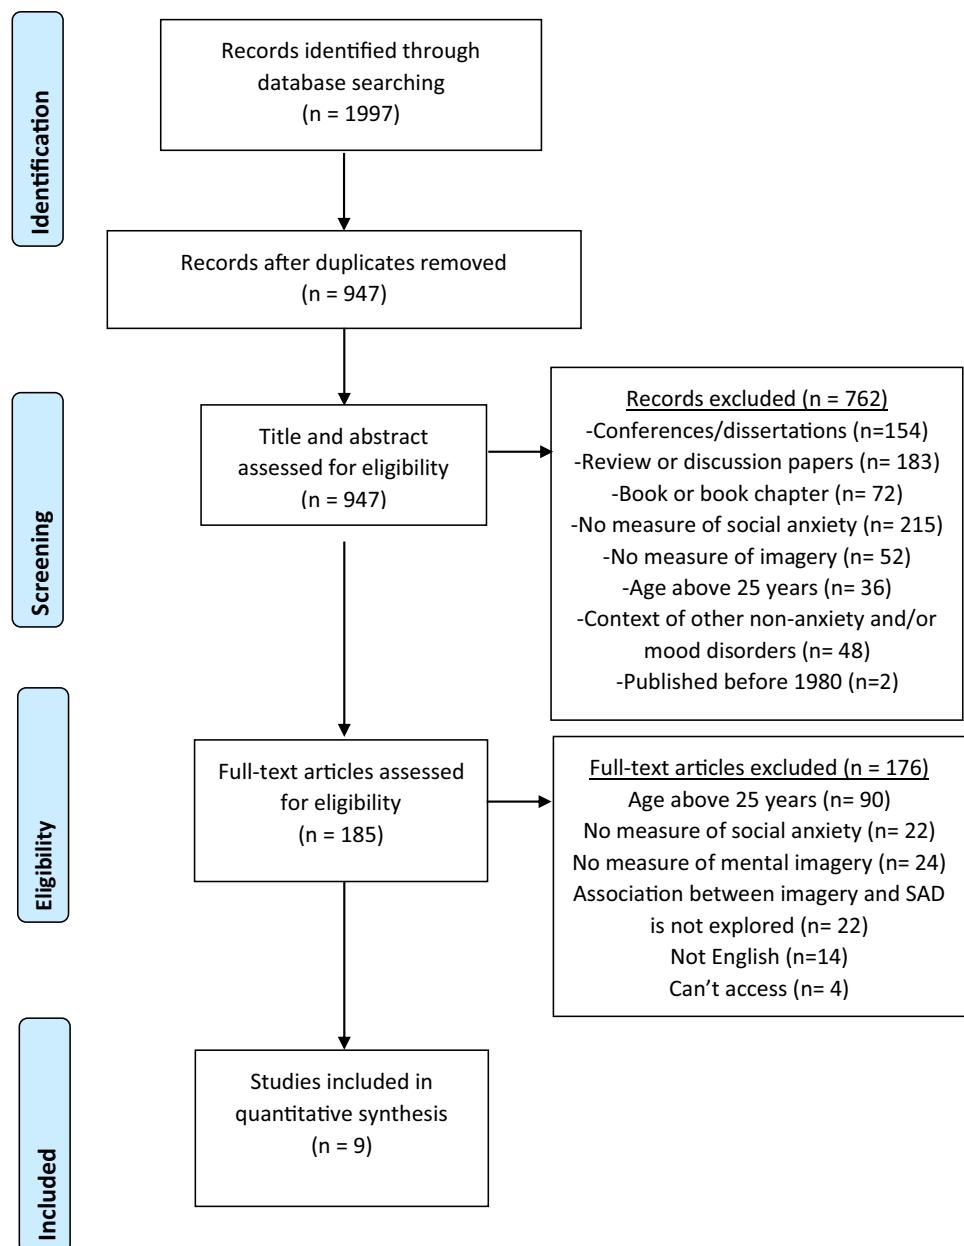 Identification
Records identified through
database searching
(n = 1997)
Records after duplicates removed
(n = 947)
Screening
Title and abstract
assessed for eligibility
(n = 947)
Records excluded (n = 762)
-Conferences/dissertations (n=154)
-Review or discussion papers (n= 183)
-Book or book chapter (n= 72)
-No measure of social anxiety (n= 215)
-No measure of imagery (n= 52)
-Age above 25 years (n= 36)
-Context of other non-anxiety and/or
mood disorders (n= 48)
-Published before 1980 (n=2)
Eligibility
Full-text articles assessed
for eligibility
(n = 185)
Full-text articles excluded (n = 176)
Age above 25 years (n= 90)
No measure of social anxiety (n= 22)
No measure of mental imagery (n= 24)
Association between imagery and SAD
is not explored (n= 22)
Not English (n=14)
Can’t access (n= 4)
Included
Studies included in
quantitative synthesis
(n = 9)